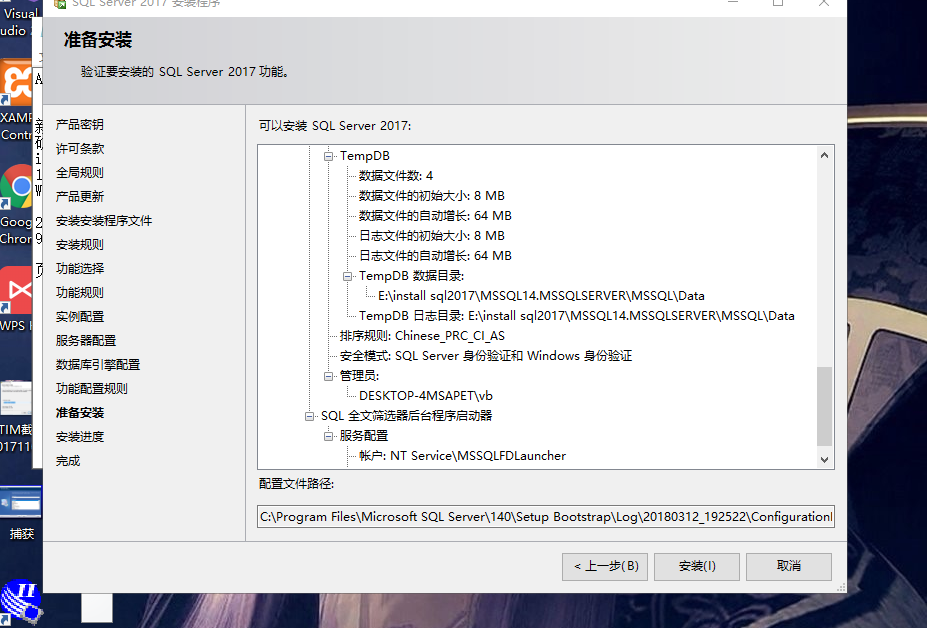 SQL Server 2017 安装程序
准备安装
验证要安装的 SQL Server 2017 功能。
产品密钥
许可条款
全局规则
产品更新
安装安装程序文件
安装规则
功能选择
功能规则
实例配置
服务器配置
数据库引擎配置
功能配置规则
准备安装
安装进度
完成
可以安装 SQL Server 2017:
TempDB
数据文件数: 4
数据文件的初始大小: 8 MB
数据文件的自动增长: 64 MB
日志文件的初始大小: 8 MB
日志文件的自动增长: 64 MB
TempDB 数据目录:
E:\install sql2017\MSSQL14.MSSQLSERVER\MSSQL\Data
TempDB 日志目录: E:\install sql2017\MSSQL14.MSSQLSERVER\MSSQL\Data
排序规则: Chinese_PRC_CI_AS
安全模式: SQL Server 身份验证和 Windows 身份验证
管理员:
DESKTOP-4MSAPET\vb
SQL 全文筛选器后台程序启动器
服务配置
帐户: NT Service\MSSQLFDLauncher
配置文件路径:
C:\Program Files\Microsoft SQL Server\140\Setup Bootstrap\Log\20180312_192522\Configuration
< 上一步(B)
安装(I)
取消
Visual
udio
XAMP
Contr
Goog
Chron
WPS
TIM截
01711
捕获